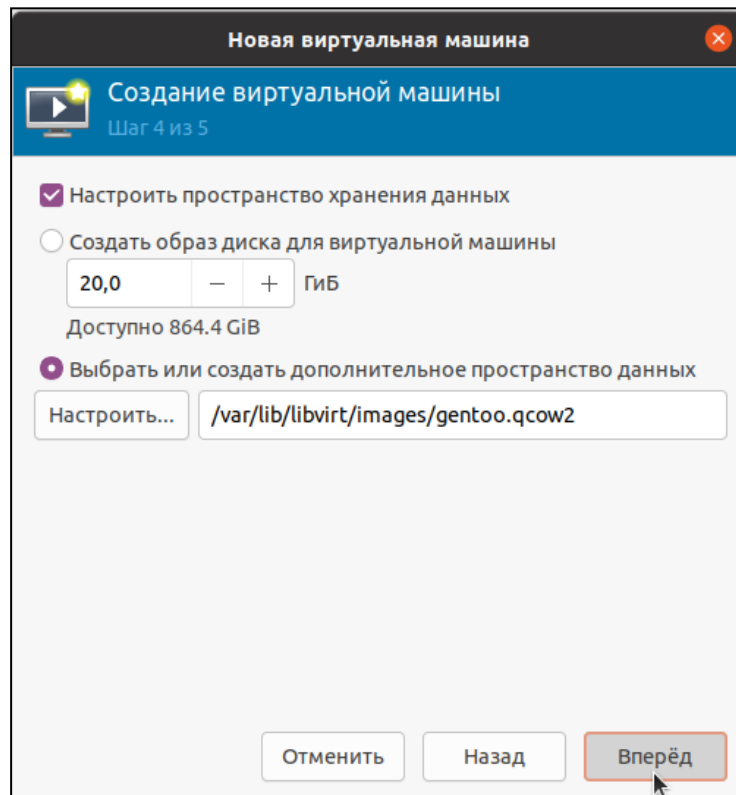 Новая виртуальная машина
Создание виртуальной машины
Шаг 4 из 5
Настроить пространство хранения данных
Создать образ диска для виртуальной машины
20,0 − + ГиБ
Доступно 864.4 GiB
Выбрать или создать дополнительное пространство данных
Настроить... /var/lib/libvirt/images/gentoo.qcow2
Отменить Назад Вперёд